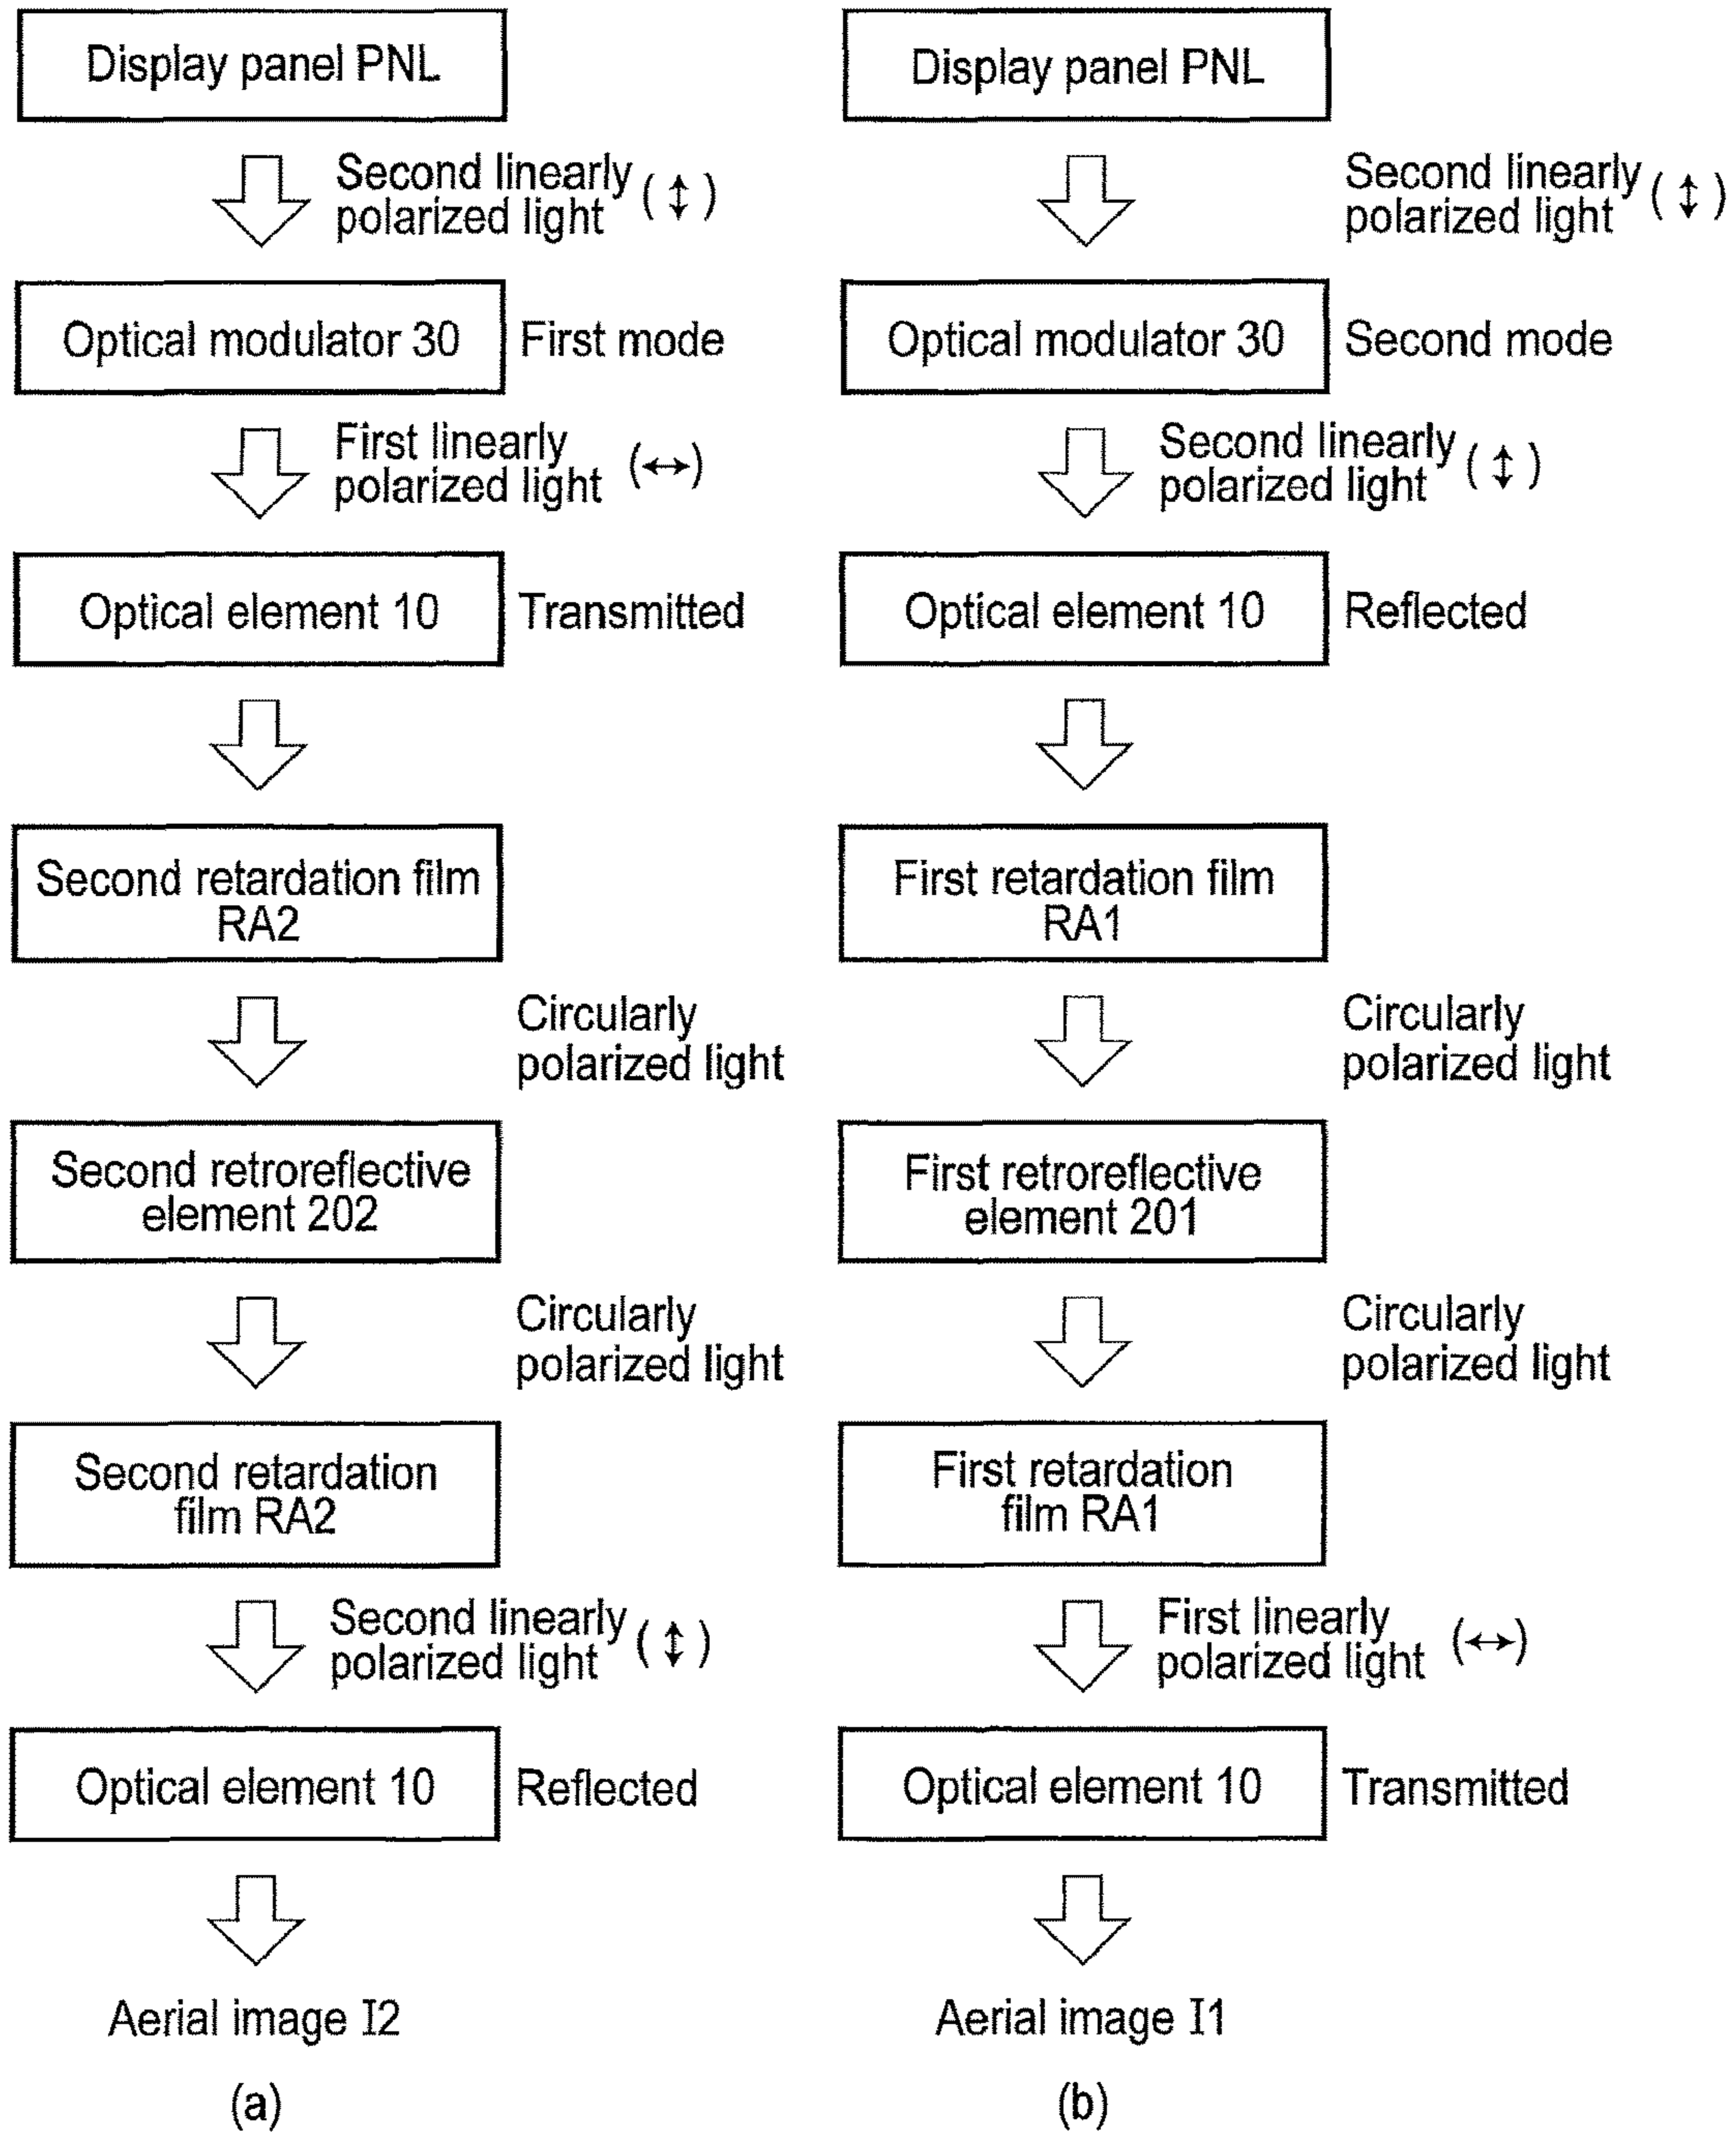 Display panel PNL
Second linearly
polarized light (↕)
Optical modulator 30
First mode
First linearly
polarized light (↔)
Optical element 10
Transmitted
Second retardation film
RA2
Circularly
polarized light
Second retroreflective
element 202
Circularly
polarized light
Second retardation
film RA2
Second linearly
polarized light (↕)
Optical element 10
Reflected
Aerial image I2
(a)
Display panel PNL
Second linearly
polarized light (↕)
Optical modulator 30
Second mode
Second linearly
polarized light (↕)
Optical element 10
Reflected
First retardation film
RA1
Circularly
polarized light
First retroreflective
element 201
Circularly
polarized light
First retardation
film RA1
First linearly
polarized light (↔)
Optical element 10
Transmitted
Aerial image I1
(b)